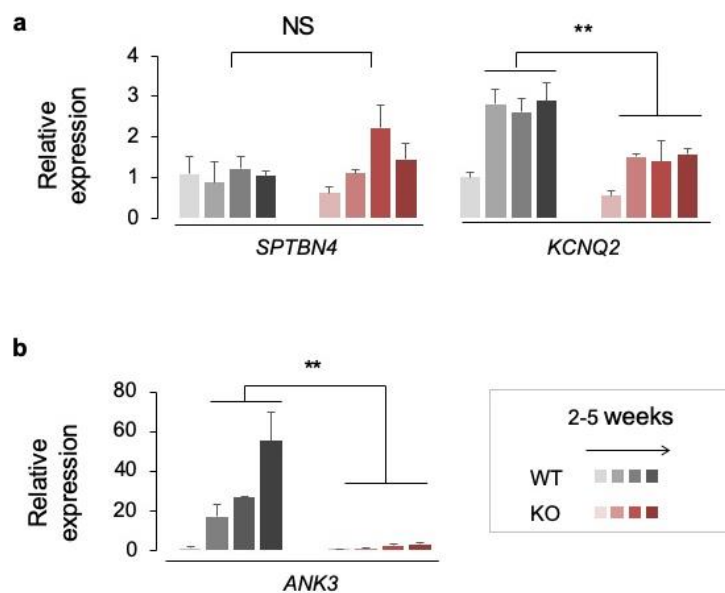 a
NS
**
Relative
expression
4
3
2
1
0
SPTBN4
KCNQ2
b
**
Relative
expression
80
60
40
20
0
ANK3
2-5 weeks
WT
KO